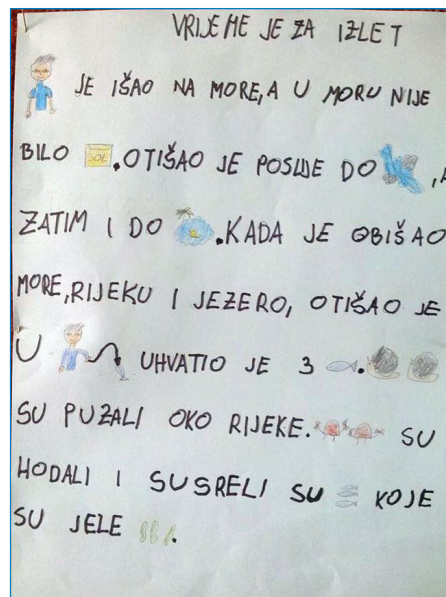 VRIJEME JE ZA IZLET
JE IŠAO NA MORE, A U MORU NIJE
BILO SOL. OTIŠAO JE POSLIJE DO ,
ZATIM I DO . KADA JE OBIŠAO
MORE, RIJEKU I JEZERO, OTIŠAO JE
U UHVATIO JE 3 .
SU PUZALI OKO RIJEKE. SU
HODALI I SUSRELI SU KOJE
SU JELE .